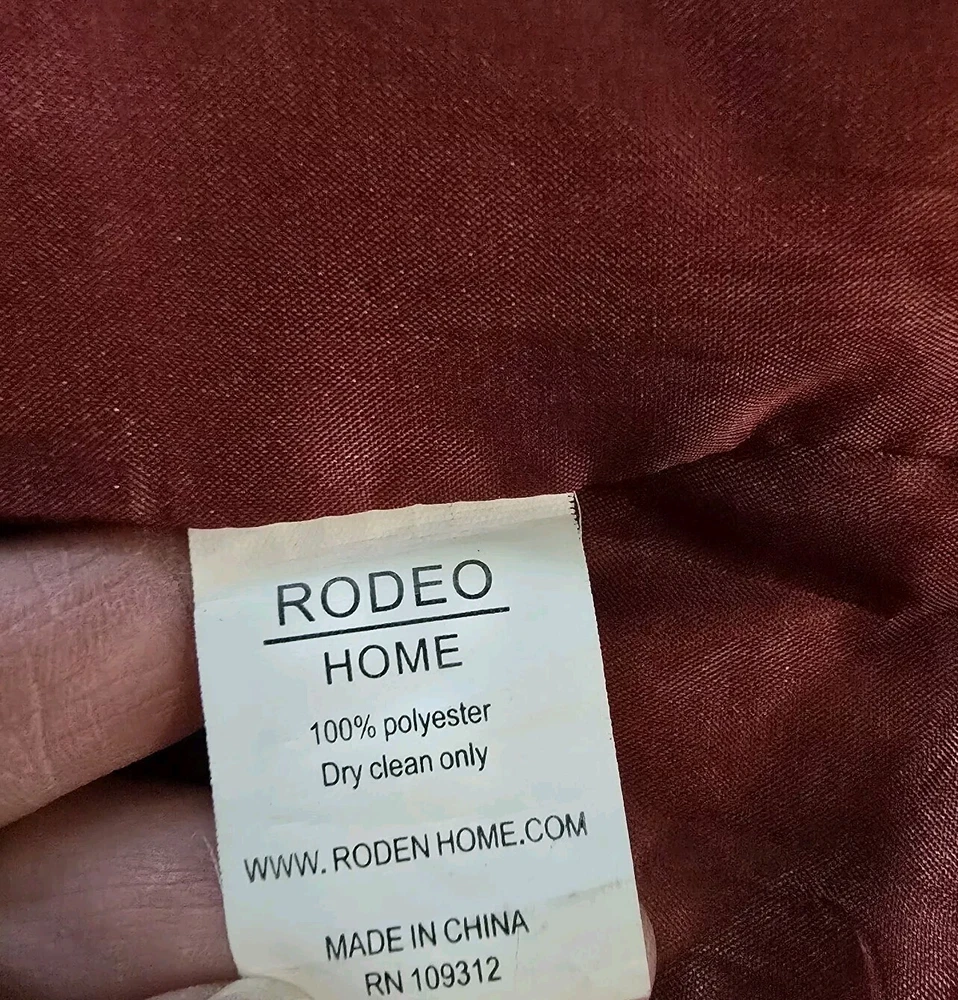 RODEO
HOME
100% polyester
Dry clean only
WWW. RODEN HOME.COM
MADE IN CHINA
RN 109312